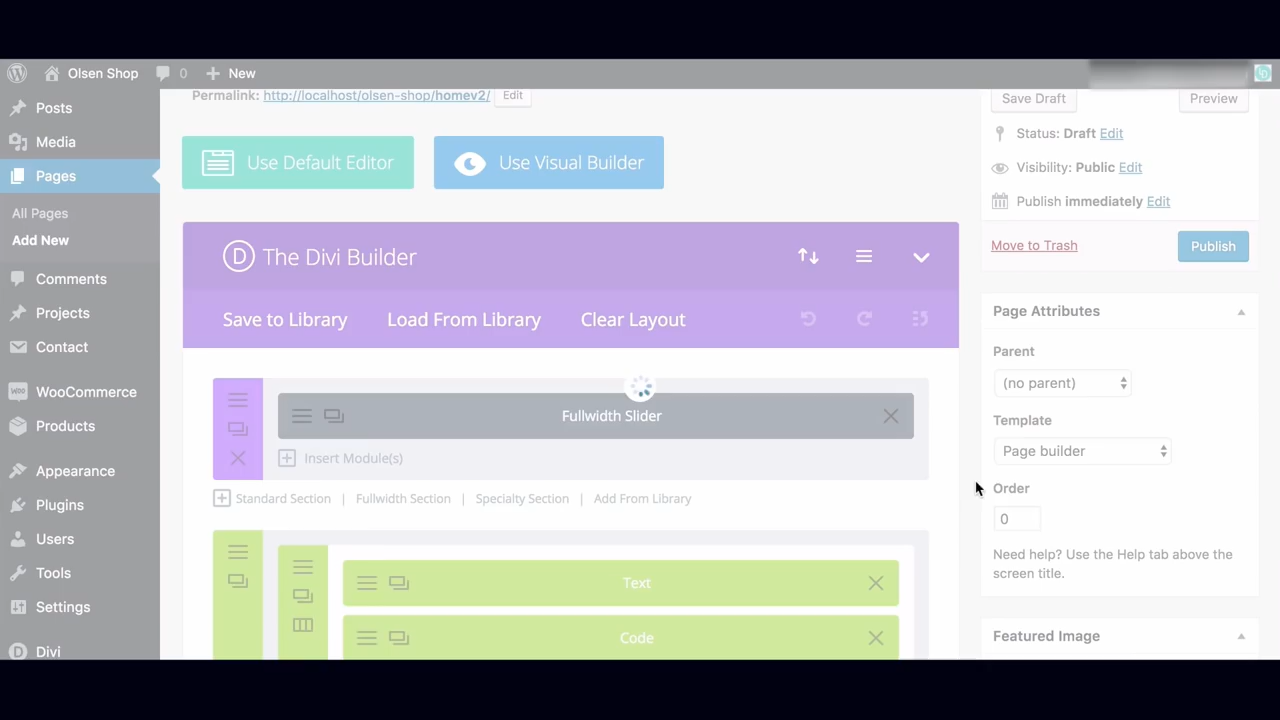 Olsen Shop 0 New
Posts
Media
Pages
All Pages
Add New
Comments
Projects
Contact
WOO WooCommerce
Products
Appearance
Plugins
Users
Tools
Settings
D Divi
Permalink: http://localhost/olsen-shop/homev2/ Edit
Use Default Editor Use Visual Builder
D The Divi Builder
Save to Library Load From Library Clear Layout
Fullwidth Slider
Insert Module(s)
Standard Section | Fullwidth Section | Specialty Section | Add From Library
Text
Code
Save Draft Preview
Status: Draft Edit
Visibility: Public Edit
Publish immediately Edit
Move to Trash Publish
Page Attributes
Parent
(no parent)
Template
Page builder
Order
0
Need help? Use the Help tab above the
screen title.
Featured Image